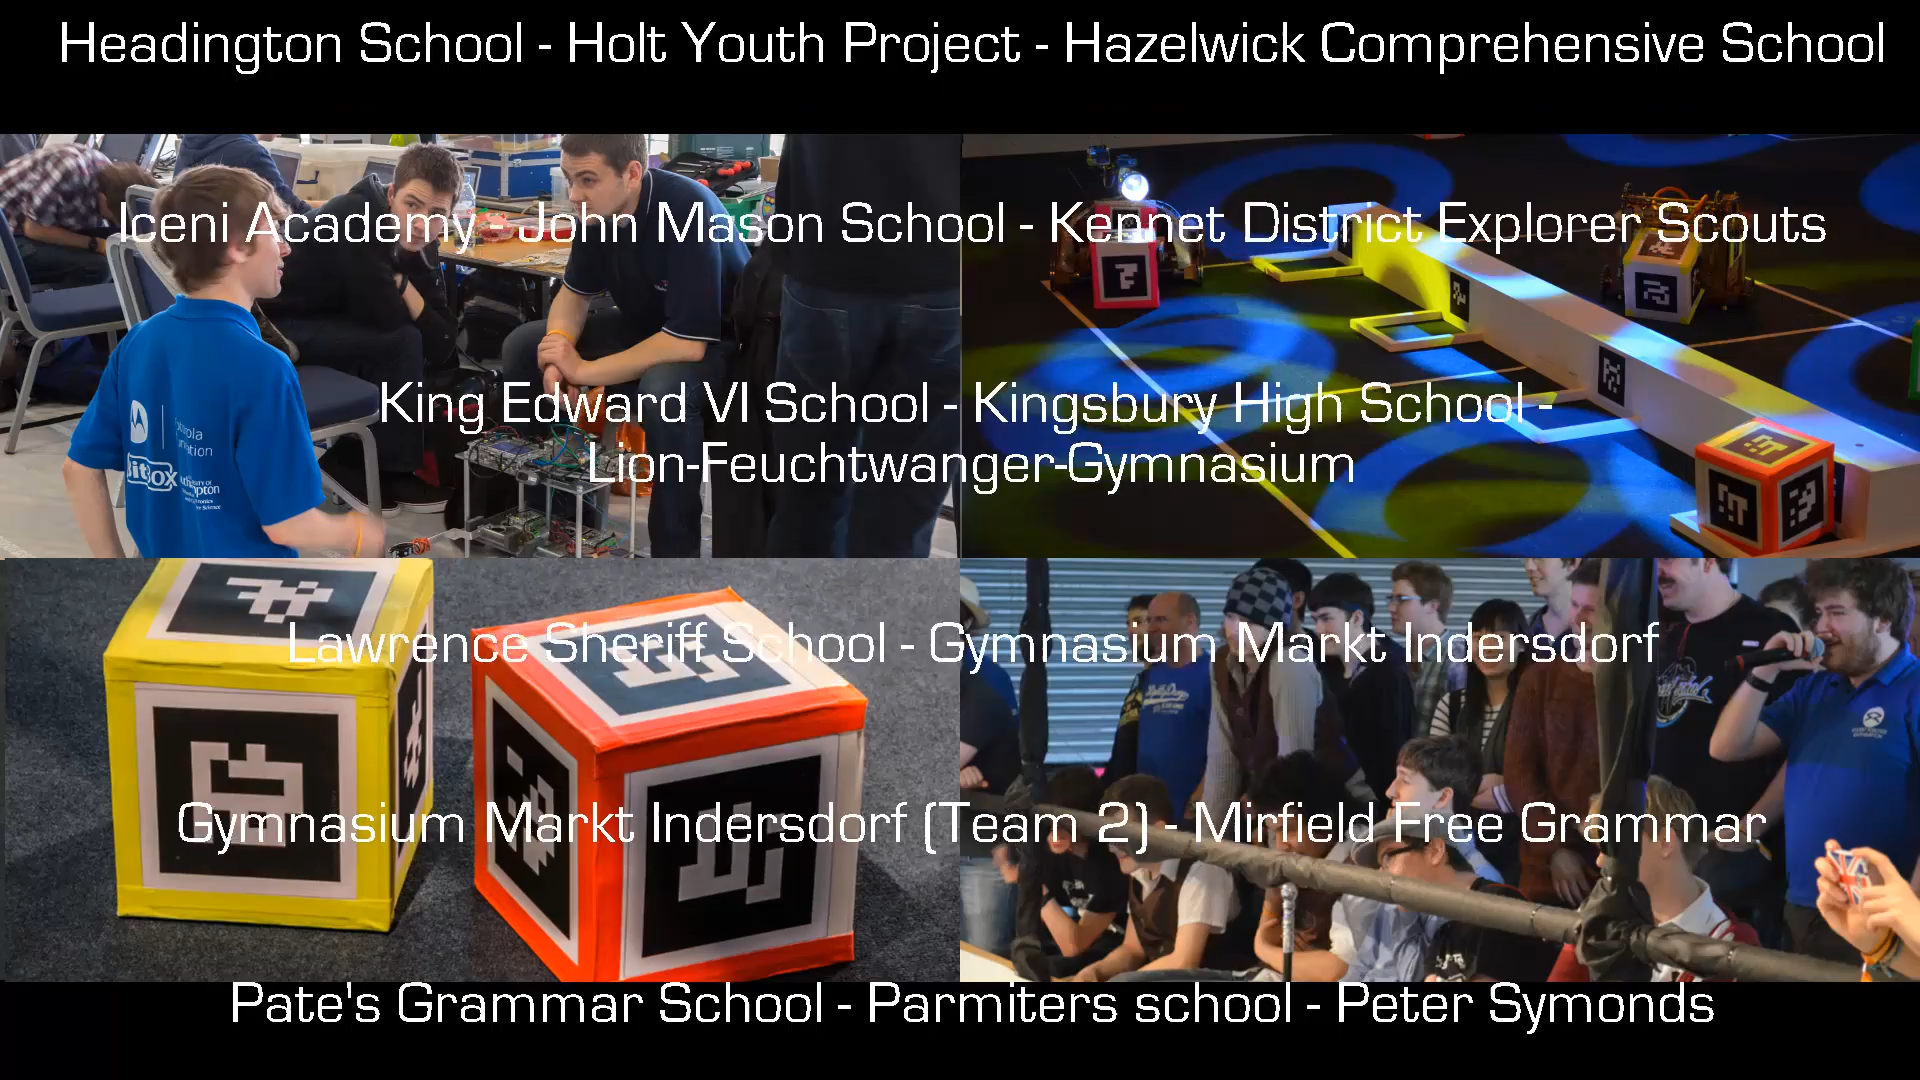 Headington School - Holt Youth Project - Hazelwick Comprehensive School
Iceni Academy - John Mason School - Kennet District Explorer Scouts
King Edward VI School - Kingsbury High School -
Lion-Feuchtwanger-Gymnasium
Lawrence Sheriff School - Gymnasium Markt Indersdorf
Gymnasium Markt Indersdorf (Team 2) - Mirfield Free Grammar
Pate's Grammar School - Parmiters school - Peter Symonds